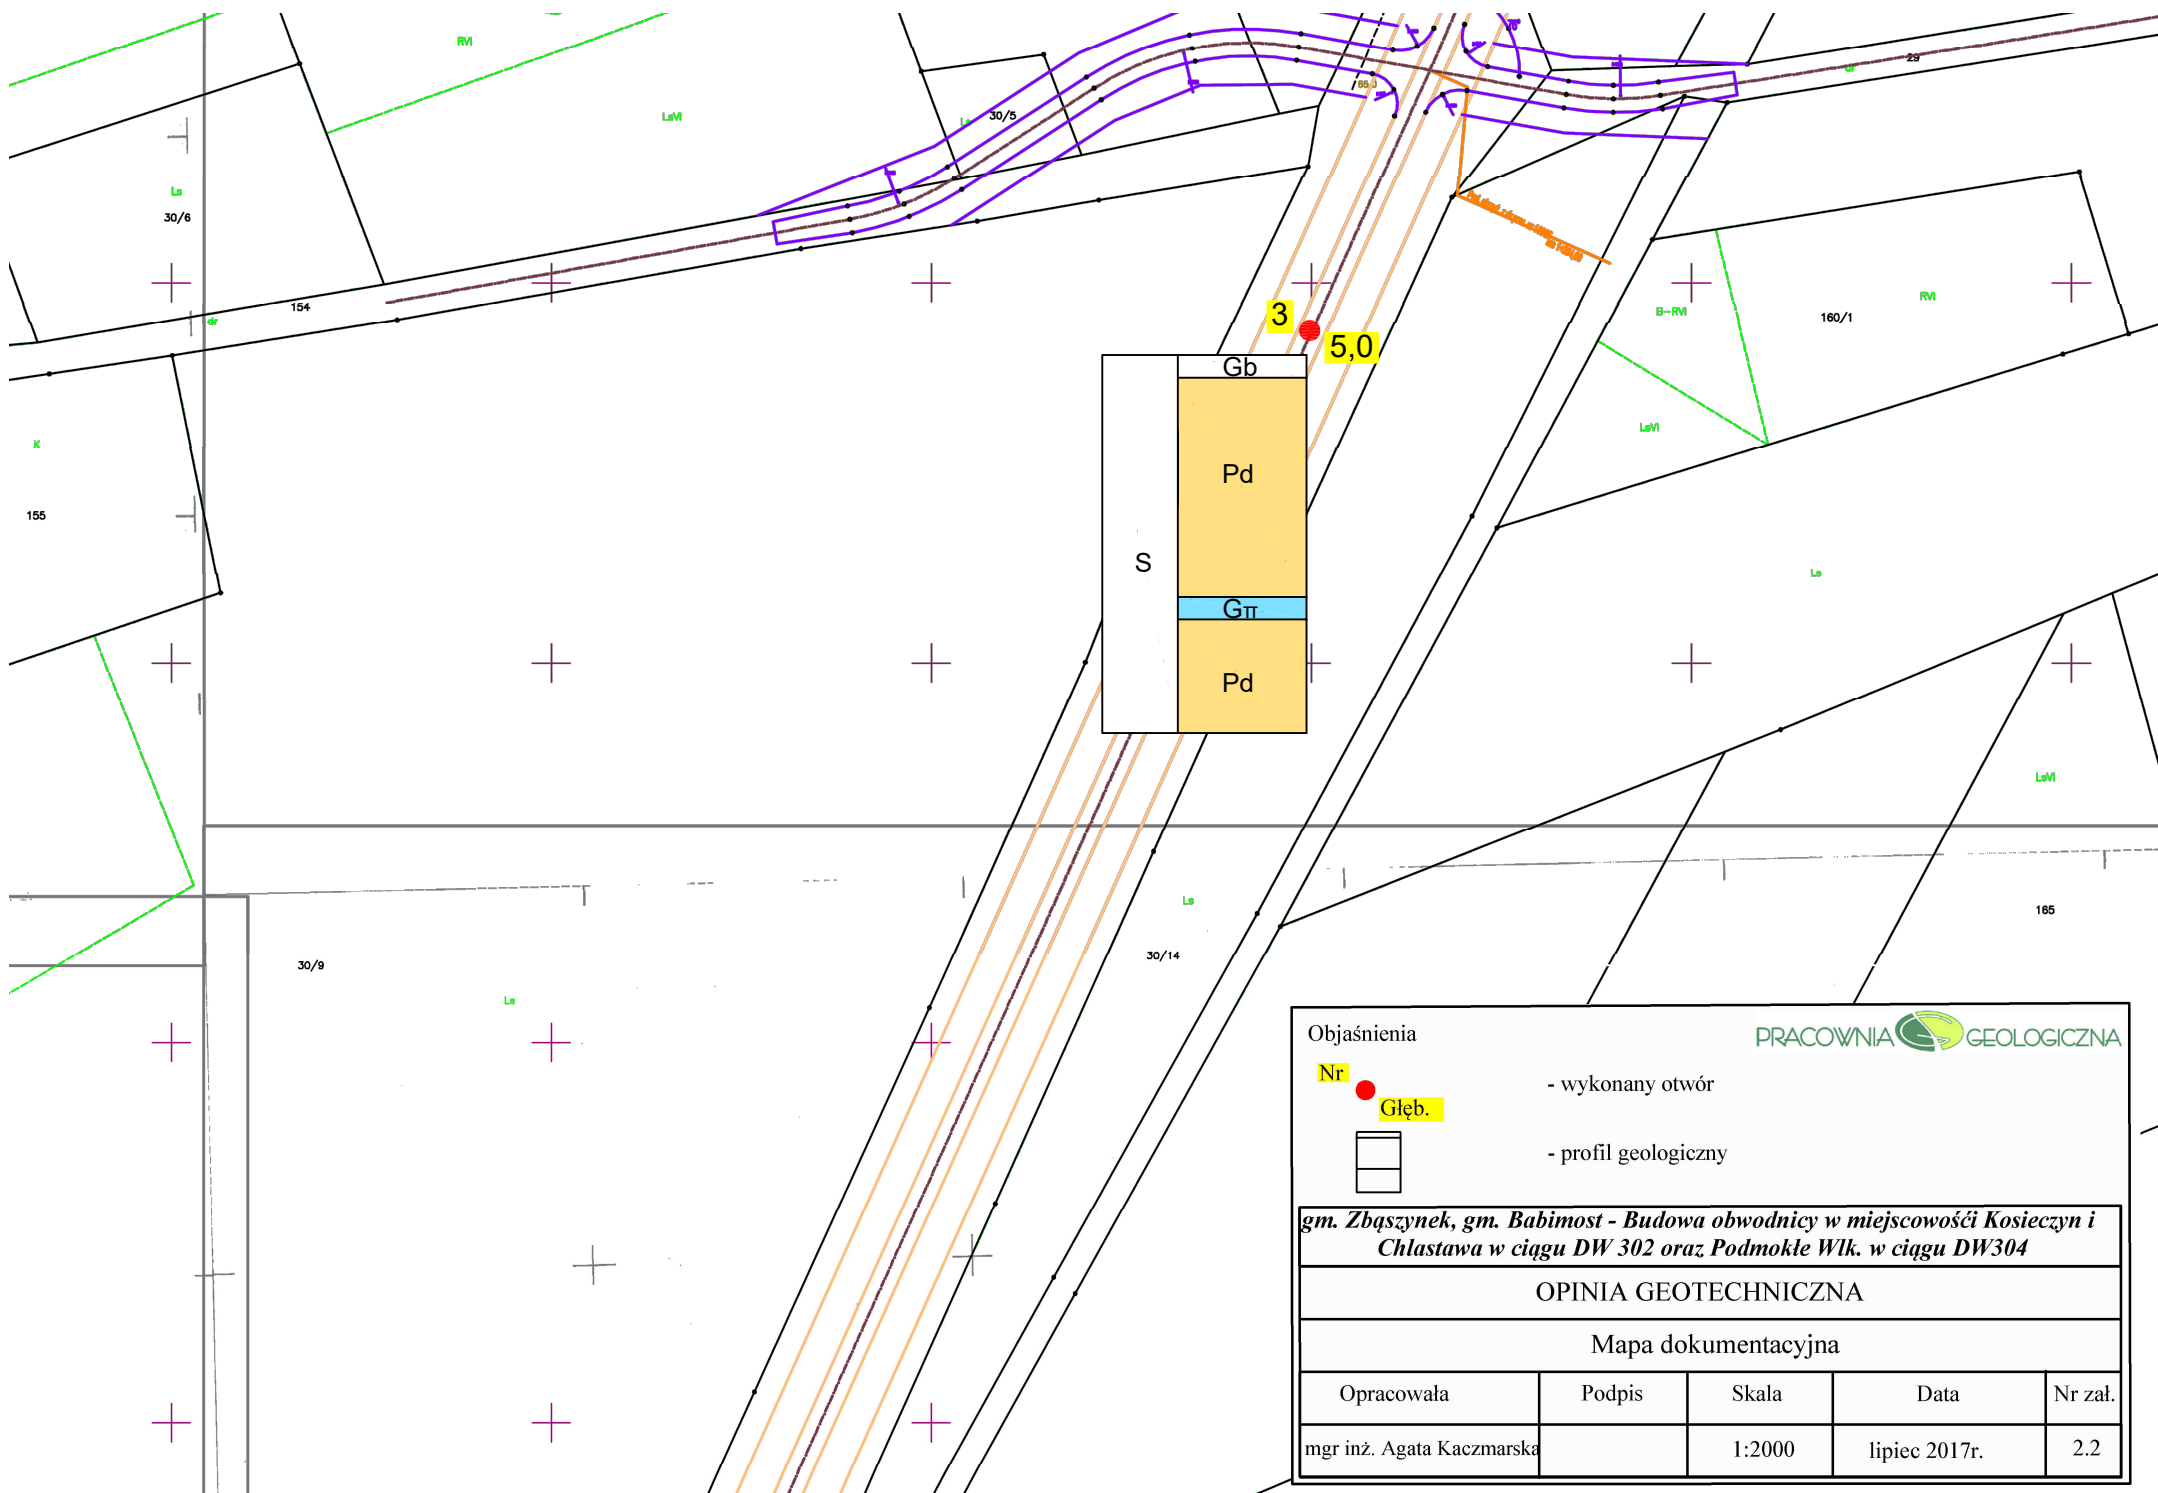 RVI
29
dr
65,0
LsVI
Ls
30/5
Ls
30/6
RVI
B-RVI
160/1
154
dr
3
5,0
Gb
LsVI
K
Pd
155
S
Ls
Gπ
Pd
LsVI
Ls
165
30/9
30/14
Ls
Objaśnienia
PRACOWNIA GEOLOGICZNA
Nr
- wykonany otwór
Głęb.
- profil geologiczny
gm. Zbąszynek, gm. Babimost - Budowa obwodnicy w miejscowośći Kosieczyn i
Chlastawa w ciągu DW 302 oraz Podmokłe Wlk. w ciągu DW304
OPINIA GEOTECHNICZNA
Mapa dokumentacyjna
Opracowała Podpis Skala Data Nr zał.
mgr inż. Agata Kaczmarska 1:2000 lipiec 2017r. 2.2